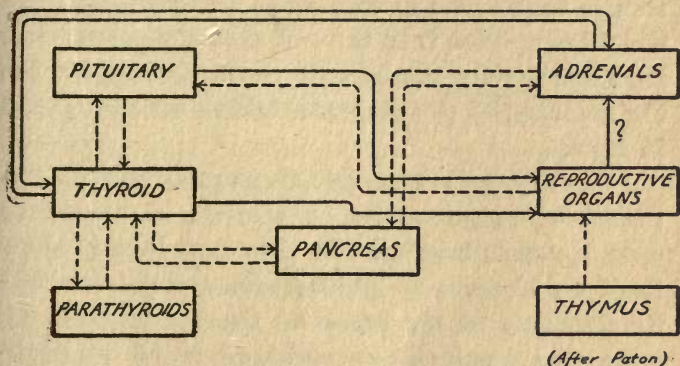 PITUITARY
ADRENALS
?
THYROID
REPRODUCTIVE
ORGANS
PANCREAS
PARATHYROIDS
THYMUS
(After Paton)